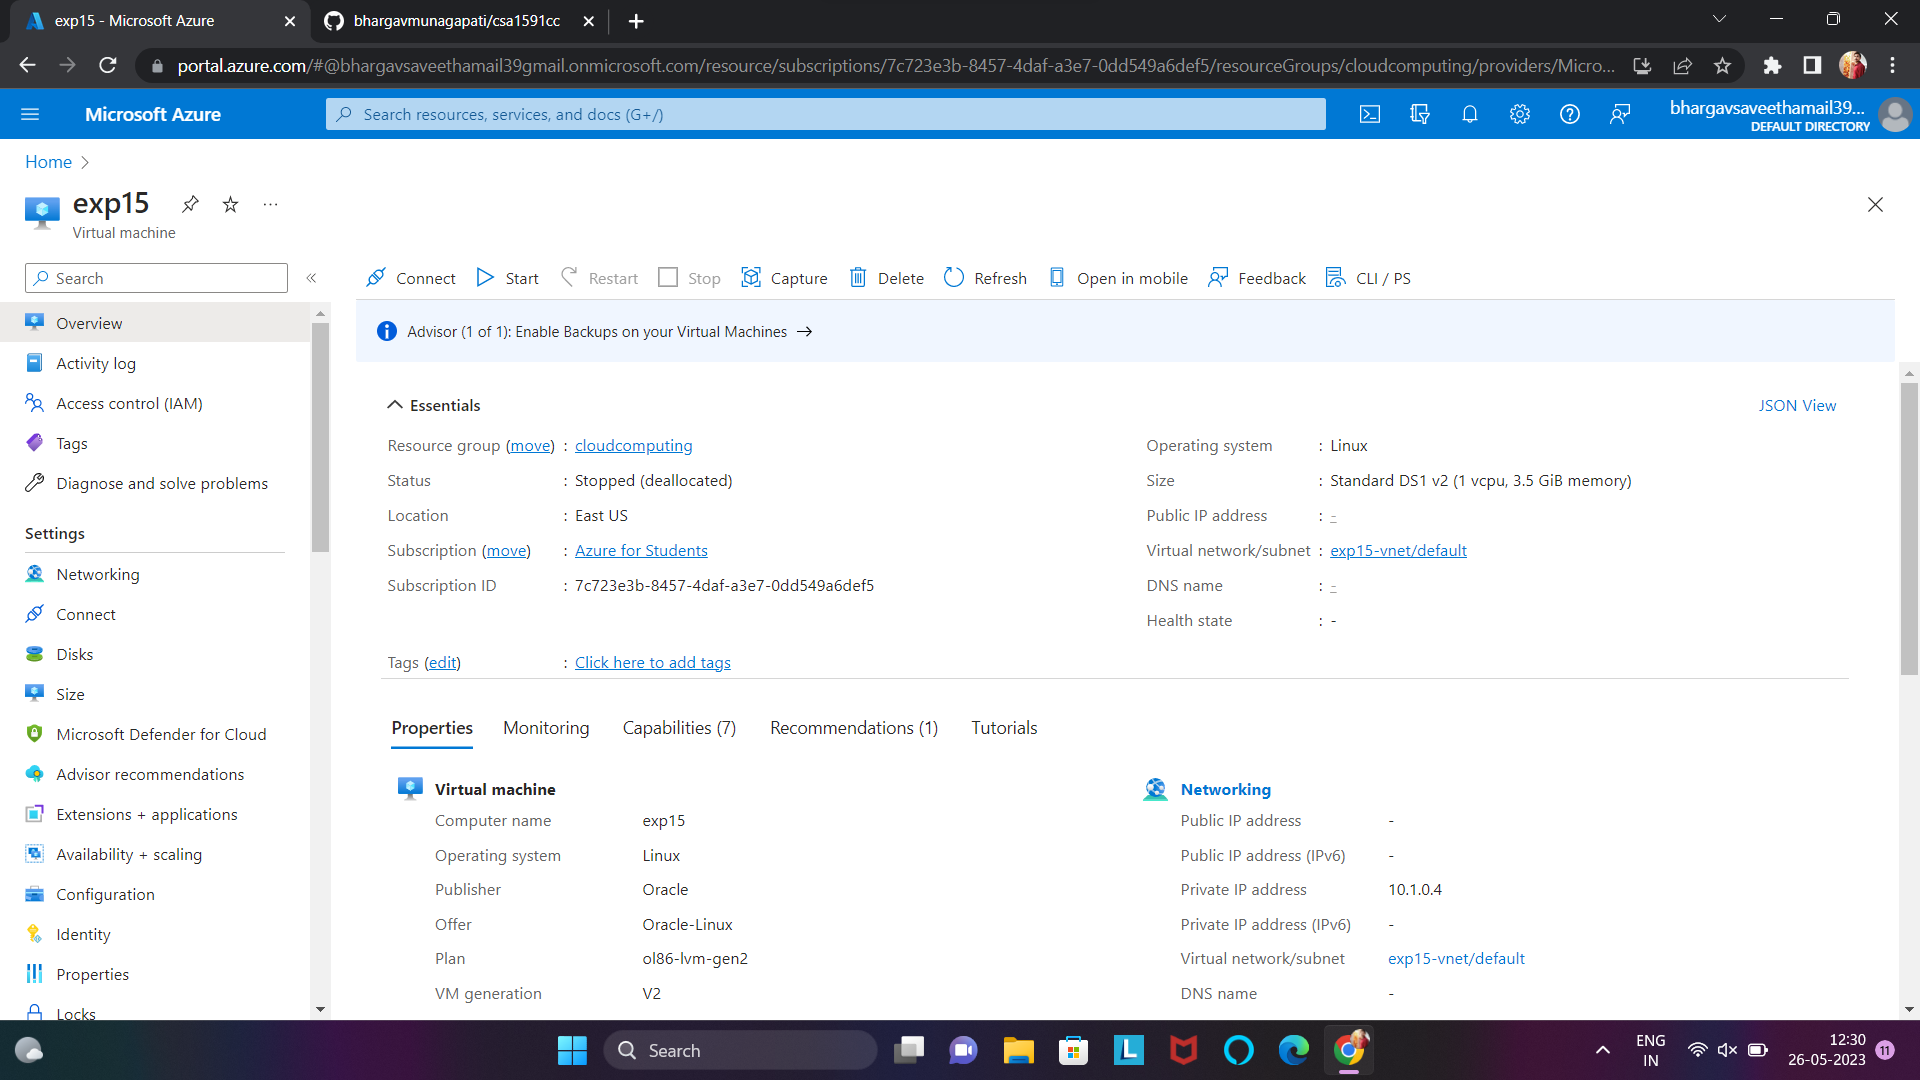 exp15 - Microsoft Azure
bhargavmunagapati/csa1591cc
portal.azure.com/#@bhargavsaveethamail39gmail.onmicrosoft.com/resource/subscriptions/7c723e3b-8457-4daf-a3e7-0dd549a6def5/resourceGroups/cloudcomputing/providers/Micro...
Microsoft Azure
Search resources, services, and docs (G+/)
bhargavsaveethamail39...
DEFAULT DIRECTORY
Home
exp15
Virtual machine
Search
Connect Start Restart Stop Capture Delete Refresh Open in mobile Feedback CLI / PS
Overview
Activity log
Access control (IAM)
Tags
Diagnose and solve problems
Settings
Networking
Connect
Disks
Size
Microsoft Defender for Cloud
Advisor recommendations
Extensions + applications
Availability + scaling
Configuration
Identity
Properties
Locks
Advisor (1 of 1): Enable Backups on your Virtual Machines →
Essentials
JSON View
Resource group (move) : cloudcomputing
Status : Stopped (deallocated)
Location : East US
Subscription (move) : Azure for Students
Subscription ID : 7c723e3b-8457-4daf-a3e7-0dd549a6def5
Operating system : Linux
Size : Standard DS1 v2 (1 vcpu, 3.5 GiB memory)
Public IP address : -
Virtual network/subnet : exp15-vnet/default
DNS name : -
Health state : -
Tags (edit) : Click here to add tags
Properties Monitoring Capabilities (7) Recommendations (1) Tutorials
Virtual machine
Computer name exp15
Operating system Linux
Publisher Oracle
Offer Oracle-Linux
Plan ol86-lvm-gen2
VM generation V2
Networking
Public IP address -
Public IP address (IPv6) -
Private IP address 10.1.0.4
Private IP address (IPv6) -
Virtual network/subnet exp15-vnet/default
DNS name -
Search
L
ENG
IN
12:30
26-05-2023
11